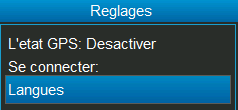 Reglages
L'etat GPS: Desactiver
Se connecter:
Langues